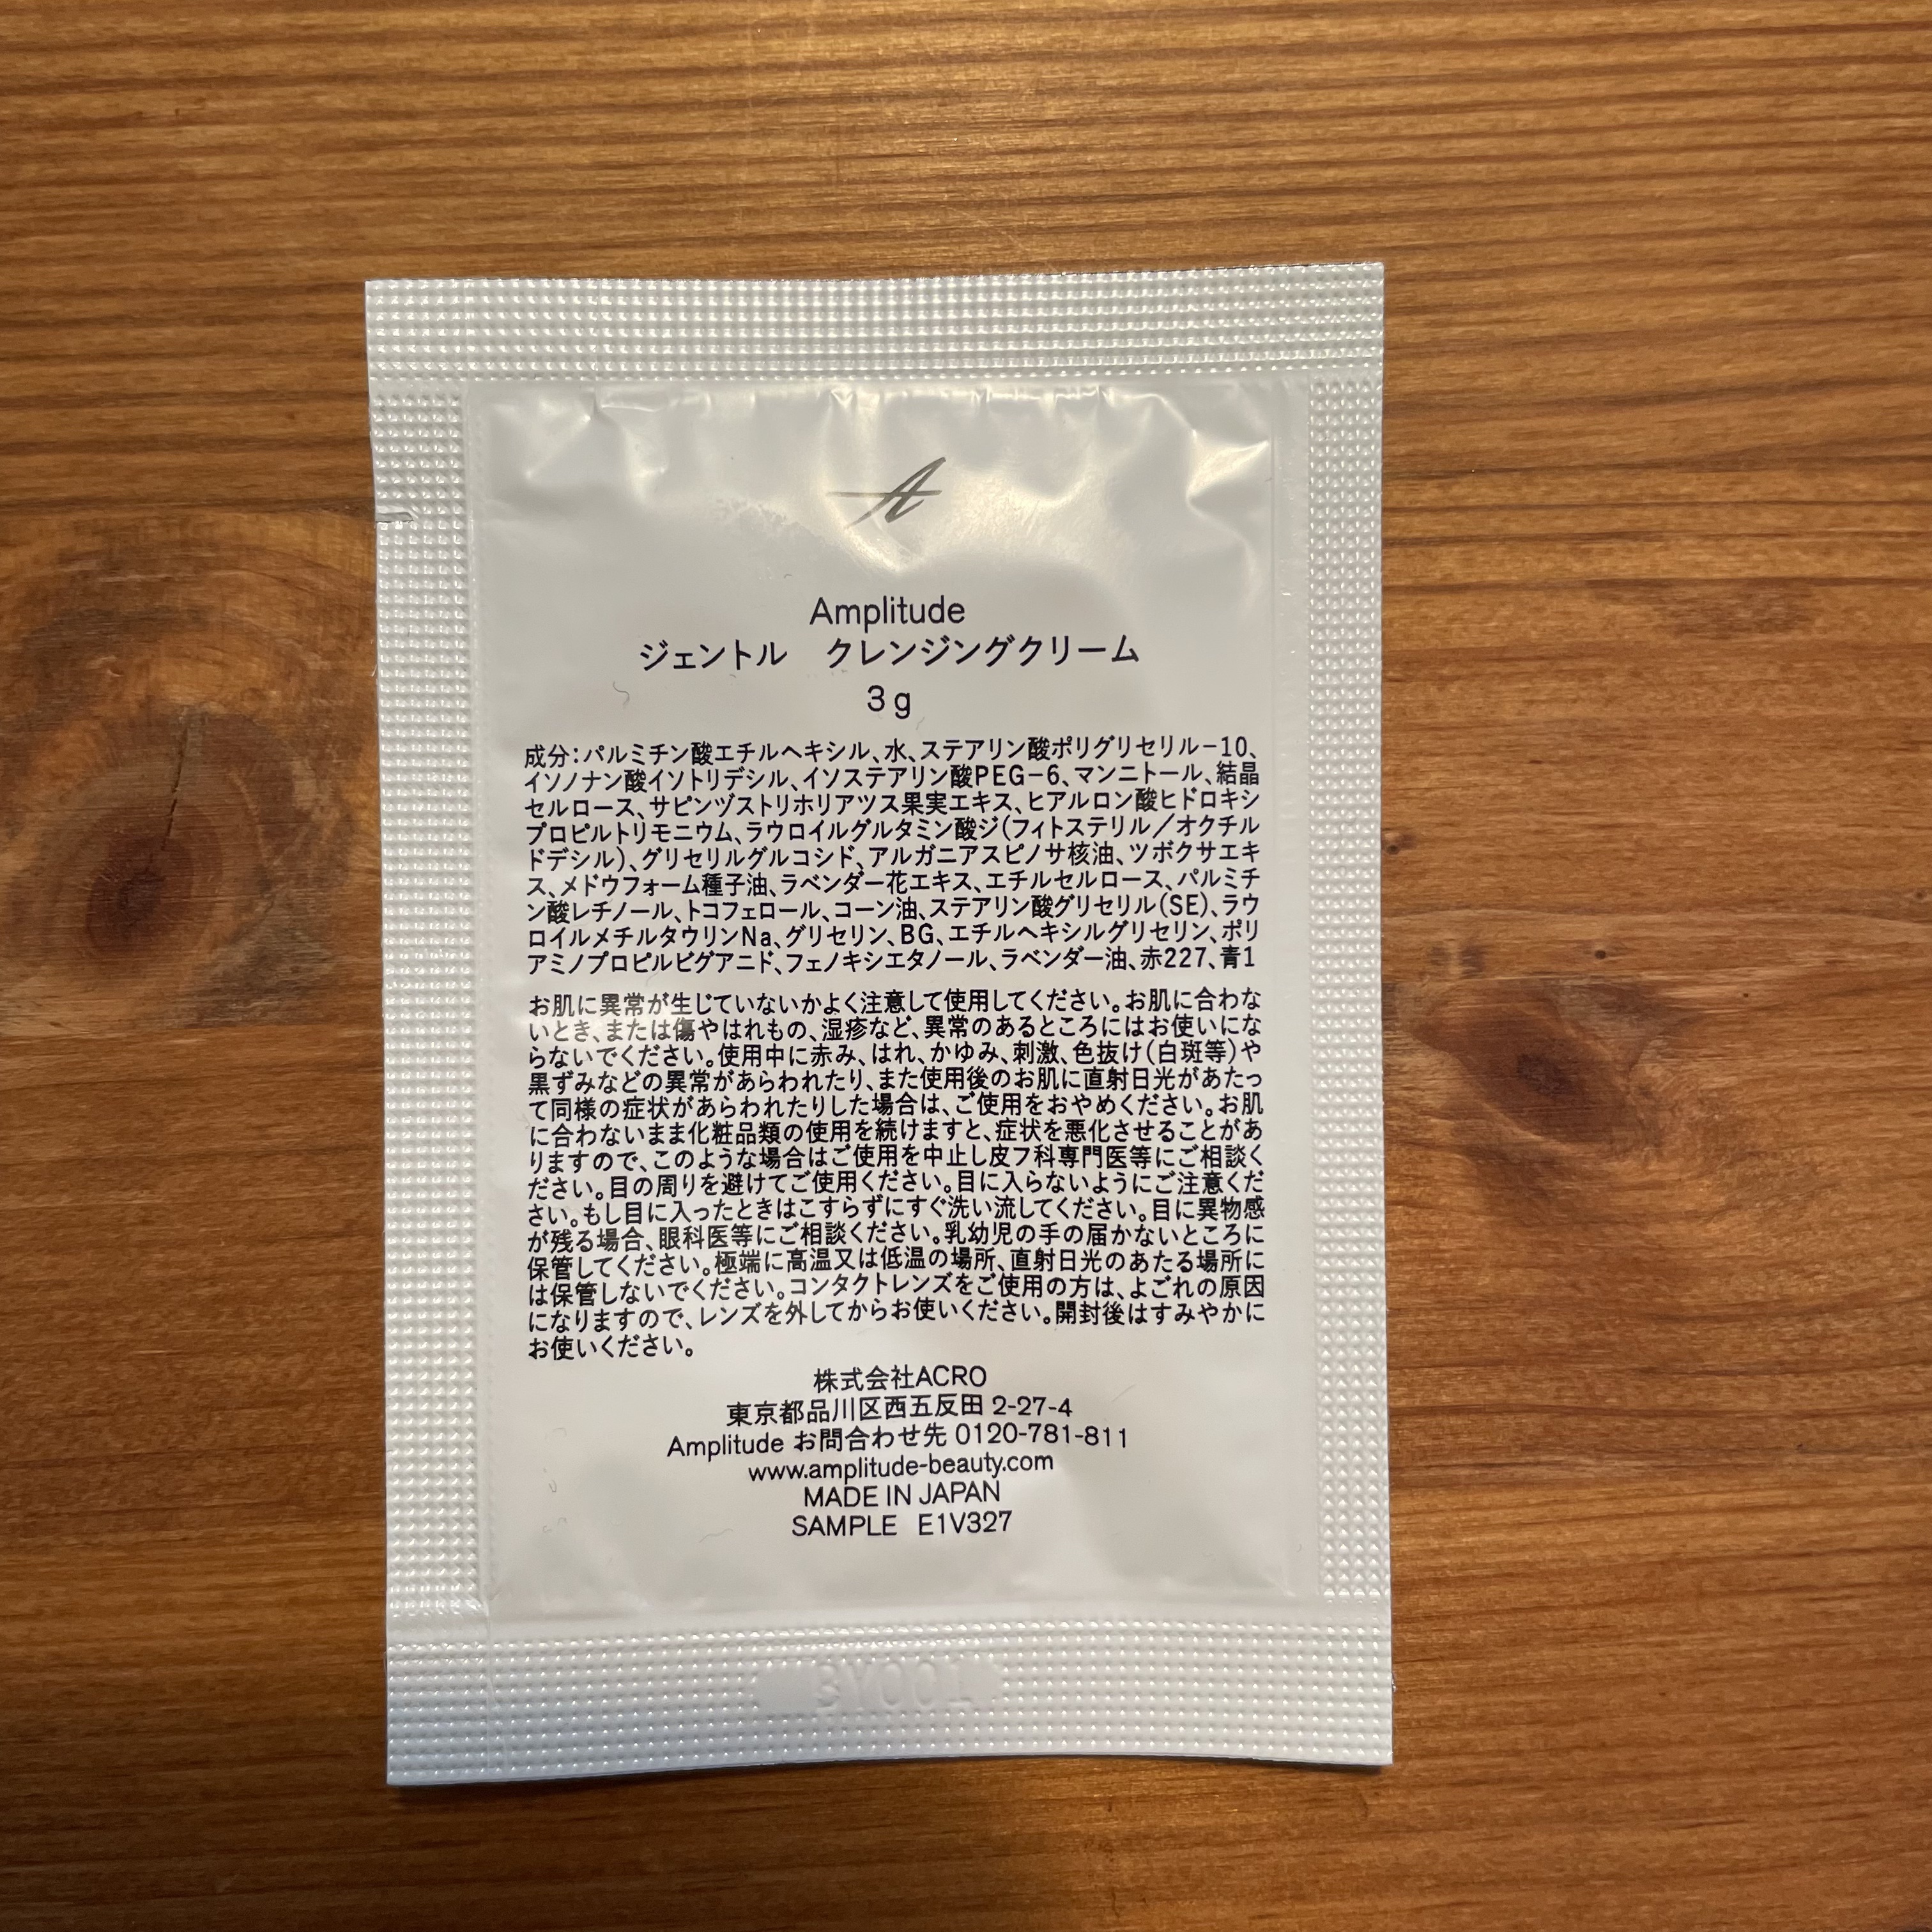 A
Amplitude
ジェントル　クレンジングクリーム
3g
成分：パルミチン酸エチルヘキシル、水、ステアリン酸ポリグリセリル－10、
イソノナン酸イソトリデシル、イソステアリン酸PEG－6、マンニトール、結晶
セルロース、サピンヅストリホリアツス果実エキス、ヒアルロン酸ヒドロキシ
プロピルトリモニウム、ラウロイルグルタミン酸ジ（フィトステリル／オクチル
ドデシル）、グリセリルグルコシド、アルガニアスピノサ核油、ツボクサエキ
ス、メドウフォーム種子油、ラベンダー花エキス、エチルセルロース、パルミチ
ン酸レチノール、トコフェロール、コーン油、ステアリン酸グリセリル（SE）、ラウ
ロイルメチルタウリンNa、グリセリン、BG、エチルヘキシルグリセリン、ポリ
アミノプロピルビグアニド、フェノキシエタノール、ラベンダー油、赤227、青1
お肌に異常が生じていないかよく注意して使用してください。お肌に合わな
いとき、または傷やはれもの、湿疹など、異常のあるところにはお使いにな
らないでください。使用中に赤み、はれ、かゆみ、刺激、色抜け（白斑等）や
黒ずみなどの異常があらわれたり、また使用後のお肌に直射日光があたっ
て同様の症状があらわれたりした場合は、ご使用をおやめください。お肌
に合わないまま化粧品類の使用を続けますと、症状を悪化させることがあ
りますので、このような場合はご使用を中止し皮フ科専門医等にご相談く
ださい。目の周りを避けてご使用ください。目に入らないようにご注意くだ
さい。もし目に入ったときはこすらずにすぐ洗い流してください。目に異物感
が残る場合、眼科医等にご相談ください。乳幼児の手の届かないところに
保管してください。極端に高温又は低温の場所、直射日光のあたる場所に
は保管しないでください。コンタクトレンズをご使用の方は、よごれの原因
になりますので、レンズを外してからお使いください。開封後はすみやかに
お使いください。
株式会社ACRO
東京都品川区西五反田 2-27-4
Amplitude お問合わせ先 0120-781-811
www.amplitude-beauty.com
MADE IN JAPAN
SAMPLE E1V327